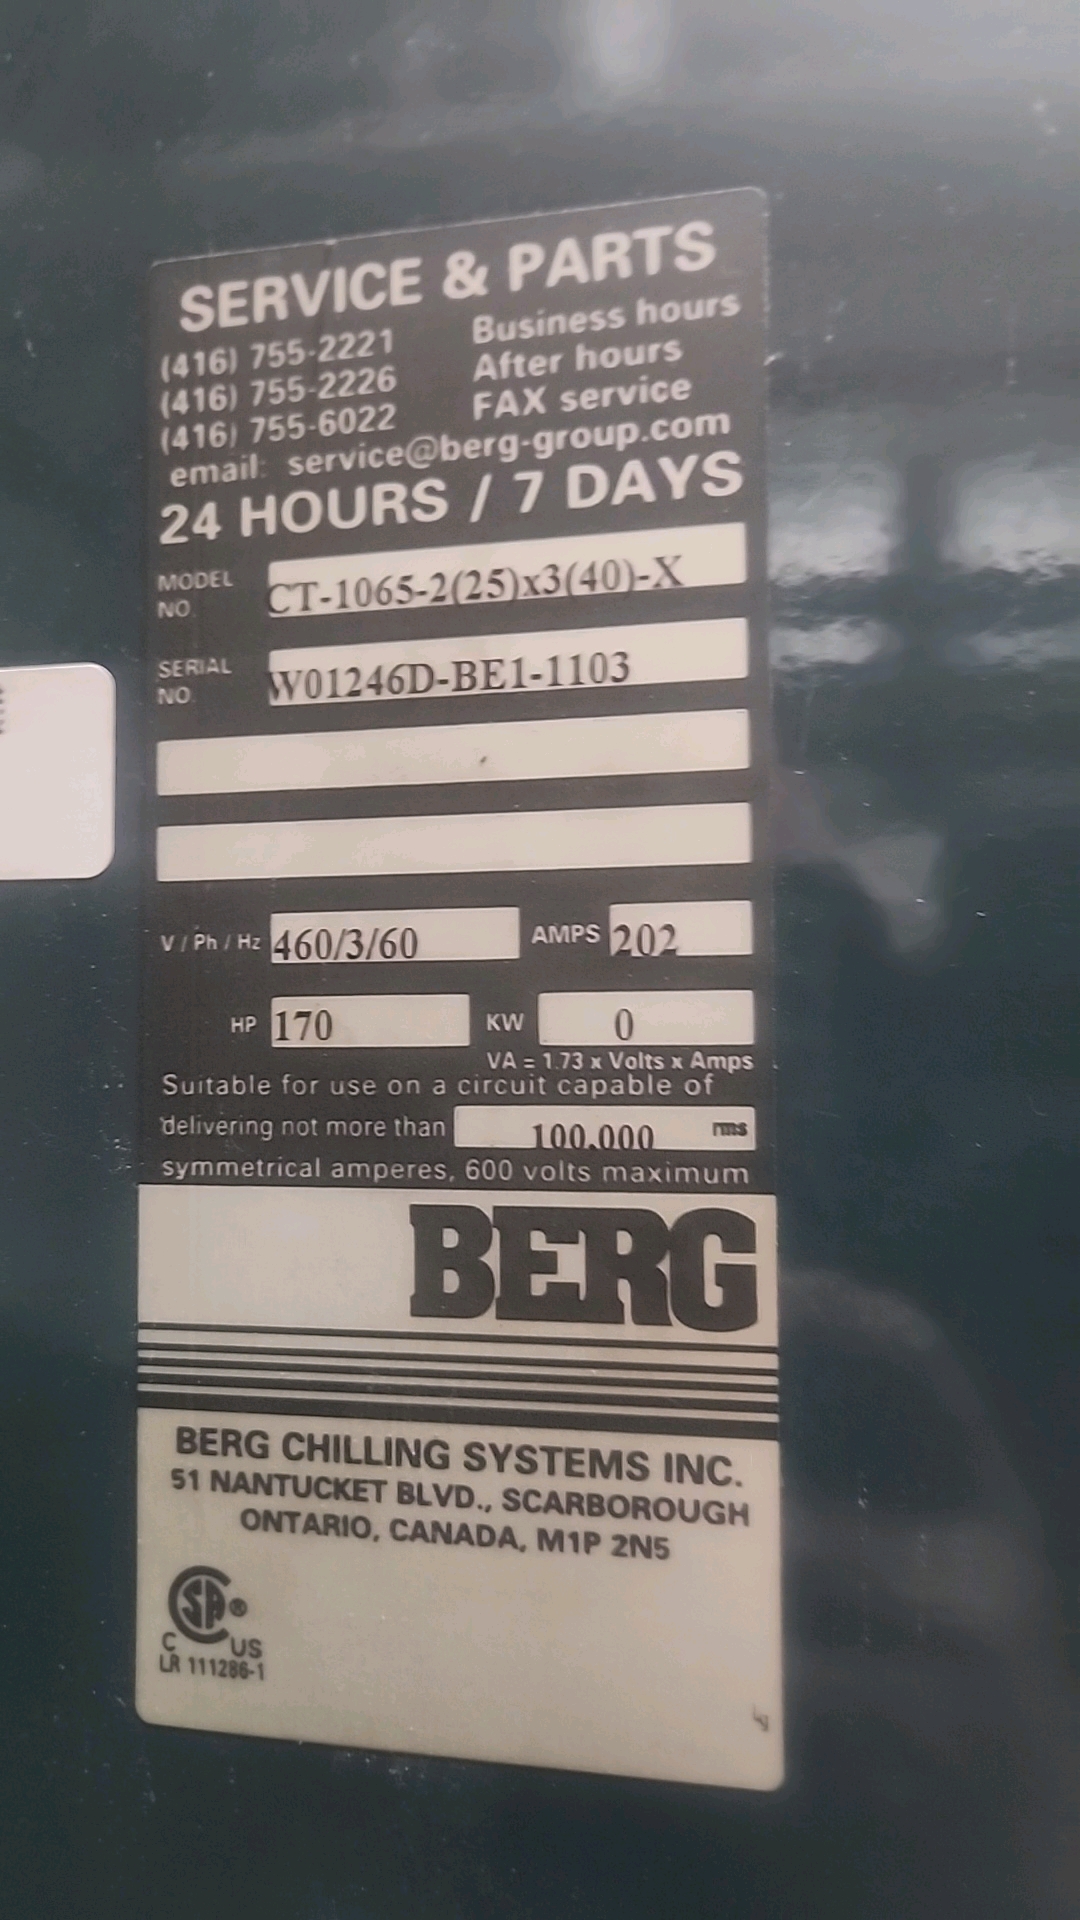 SERVICE & PARTS
(416) 755-2221 Business hours
(416) 755-2226 After hours
(416) 755-6022 FAX service
email: service@berg-group.com
24 HOURS / 7 DAYS
MODEL NO. CT-1065-2(25)x3(40)-X
SERIAL NO. W01246D-BE1-1103
V / Ph / Hz 460/3/60 AMPS 202
HP 170 KW 0
VA = 1.73 x Volts x Amps
Suitable for use on a circuit capable of
delivering not more than 100,000 rms
symmetrical amperes, 600 volts maximum
BERG
BERG CHILLING SYSTEMS INC.
51 NANTUCKET BLVD., SCARBOROUGH
ONTARIO, CANADA, M1P 2N5
SA ®
C US
LR 111286-1